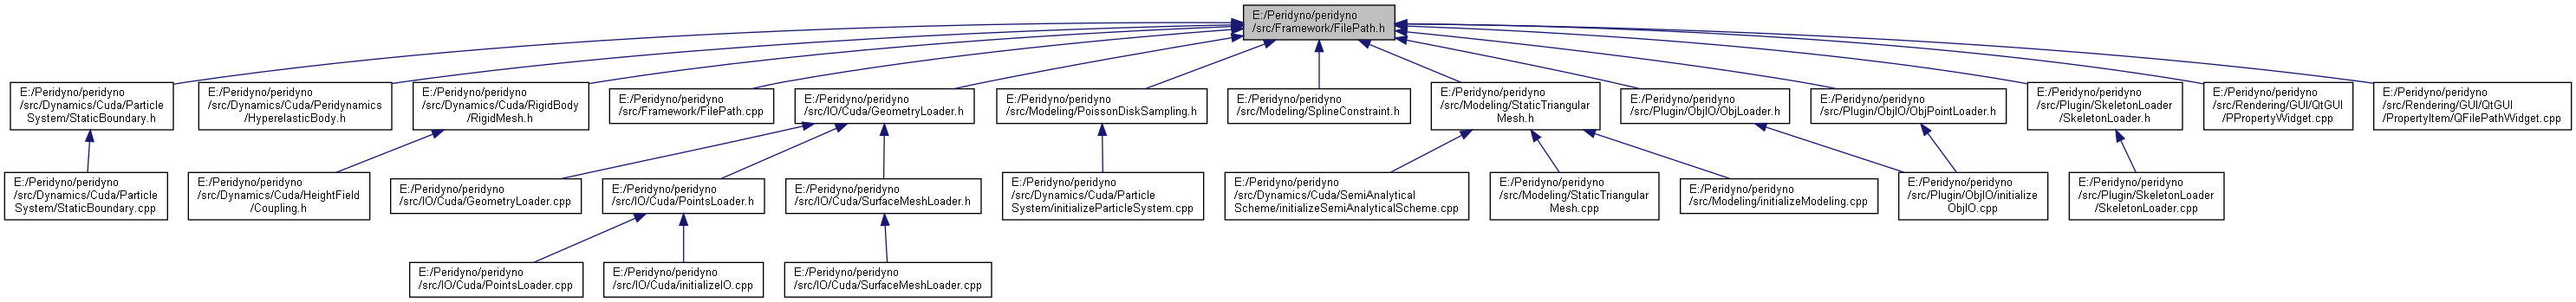 E:/Peridyno/peridyno
/src/Framework/FilePath.h
E:/Peridyno/peridyno
/src/Dynamics/Cuda/Particle
System/StaticBoundary.h
E:/Peridyno/peridyno
/src/Dynamics/Cuda/Peridynamics
/HyperelasticBody.h
E:/Peridyno/peridyno
/src/Dynamics/Cuda/RigidBody
/RigidMesh.h
E:/Peridyno/peridyno
/src/Framework/FilePath.cpp
E:/Peridyno/peridyno
/src/IO/Cuda/GeometryLoader.h
E:/Peridyno/peridyno
/src/Modeling/PoissonDiskSampling.h
E:/Peridyno/peridyno
/src/Modeling/SplineConstraint.h
E:/Peridyno/peridyno
/src/Modeling/StaticTriangular
Mesh.h
E:/Peridyno/peridyno
/src/Plugin/ObjIO/ObjLoader.h
E:/Peridyno/peridyno
/src/Plugin/ObjIO/ObjPointLoader.h
E:/Peridyno/peridyno
/src/Plugin/SkeletonLoader
/SkeletonLoader.h
E:/Peridyno/peridyno
/src/Rendering/GUI/QtGUI
/PPropertyWidget.cpp
E:/Peridyno/peridyno
/src/Rendering/GUI/QtGUI
/PropertyItem/QFilePathWidget.cpp
E:/Peridyno/peridyno
/src/Dynamics/Cuda/Particle
System/StaticBoundary.cpp
E:/Peridyno/peridyno
/src/Dynamics/Cuda/HeightField
/Coupling.h
E:/Peridyno/peridyno
/src/IO/Cuda/GeometryLoader.cpp
E:/Peridyno/peridyno
/src/IO/Cuda/PointsLoader.h
E:/Peridyno/peridyno
/src/IO/Cuda/SurfaceMeshLoader.h
E:/Peridyno/peridyno
/src/Dynamics/Cuda/Particle
System/initializeParticleSystem.cpp
E:/Peridyno/peridyno
/src/Dynamics/Cuda/SemiAnalytical
Scheme/initializeSemiAnalyticalScheme.cpp
E:/Peridyno/peridyno
/src/Modeling/StaticTriangular
Mesh.cpp
E:/Peridyno/peridyno
/src/Modeling/initializeModeling.cpp
E:/Peridyno/peridyno
/src/Plugin/ObjIO/initialize
ObjIO.cpp
E:/Peridyno/peridyno
/src/Plugin/SkeletonLoader
/SkeletonLoader.cpp
E:/Peridyno/peridyno
/src/IO/Cuda/PointsLoader.cpp
E:/Peridyno/peridyno
/src/IO/Cuda/initializeIO.cpp
E:/Peridyno/peridyno
/src/IO/Cuda/SurfaceMeshLoader.cpp